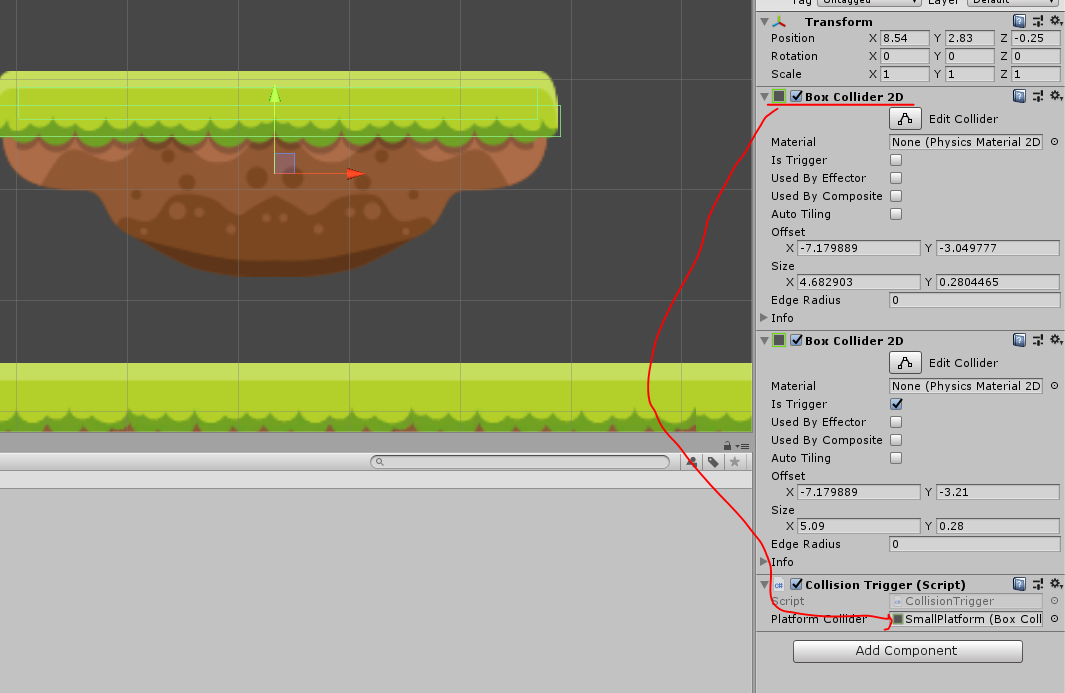 Tag Untagged Layer Default
Transform
Position X 8.54 Y 2.83 Z -0.25
Rotation X 0 Y 0 Z 0
Scale X 1 Y 1 Z 1
Box Collider 2D
Edit Collider
Material None (Physics Material 2D
Is Trigger
Used By Effector
Used By Composite
Auto Tiling
Offset
X -7.179889 Y -3.049777
Size
X 4.682903 Y 0.2804465
Edge Radius 0
Info
Box Collider 2D
Edit Collider
Material None (Physics Material 2D
Is Trigger
Used By Effector
Used By Composite
Auto Tiling
Offset
X -7.179889 Y -3.21
Size
X 5.09 Y 0.28
Edge Radius 0
Info
c# Collision Trigger (Script)
Script CollisionTrigger
Platform Collider SmallPlatform (Box Coll
Add Component